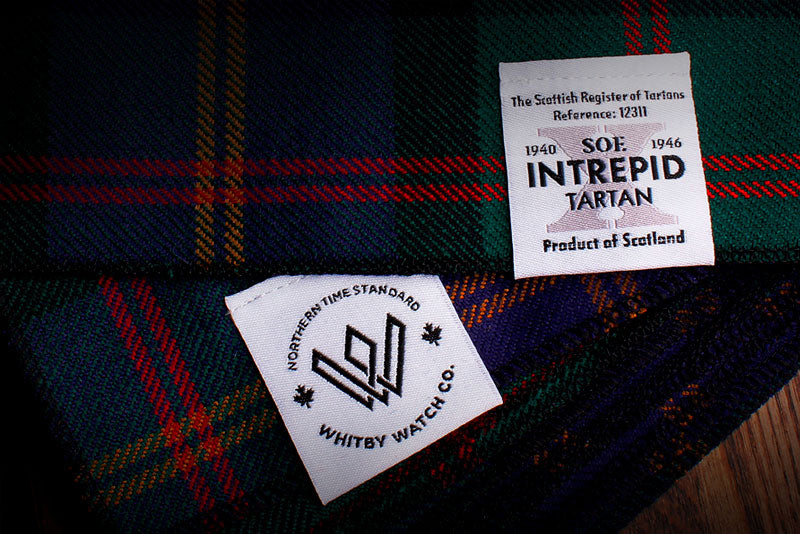 The Scottish Register of Tartans
Reference: 12311
1940 SOE 1946
INTREPID
TARTAN
Product of Scotland
NORTHERN TIME STANDARD
W
WHITBY WATCH CO.